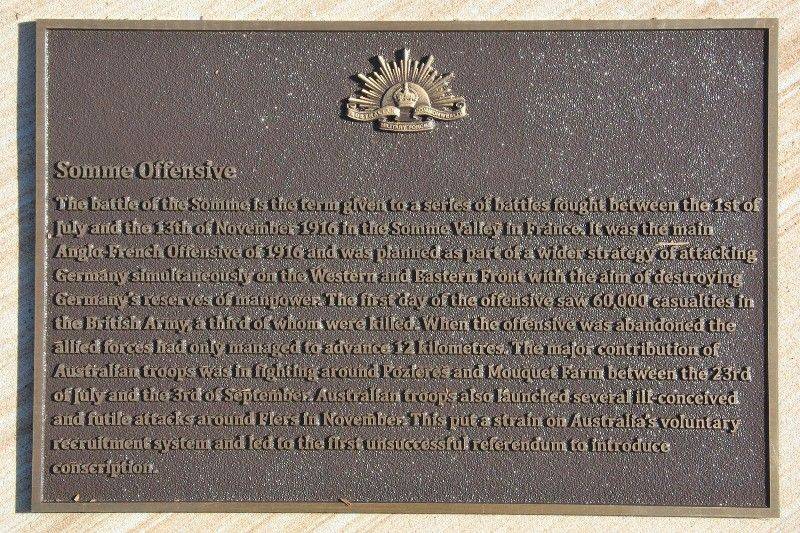 AUSTRALIAN COMMONWEALTH
MILITARY FORCES
Somme Offensive
The battle of the Somme is the term given to a series of battles fought between the 1st of
July and the 13th of November 1916 in the Somme Valley in France. It was the main
Anglo-French Offensive of 1916 and was planned as part of a wider strategy of attacking
Germany simultaneously on the Western and Eastern Front with the aim of destroying
Germany's reserves of manpower. The first day of the offensive saw 60,000 casualties in
the British Army, a third of whom were killed. When the offensive was abandoned the
allied forces had only managed to advance 12 kilometres. The major contribution of
Australian troops was in fighting around Pozieres and Mouquet Farm between the 23rd
of July and the 3rd of September. Australian troops also launched several ill-conceived
and futile attacks around Flers in November. This put a strain on Australia's voluntary
recruitment system and led to the first unsuccessful referendum to introduce
conscription.